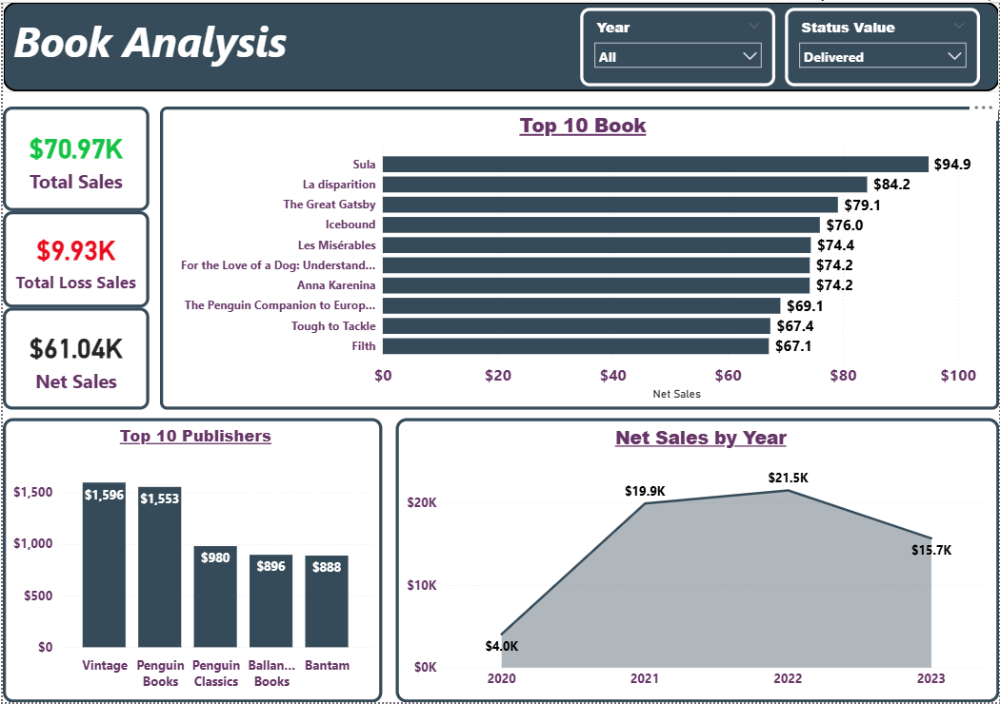 Book Analysis
Year
All
Status Value
Delivered
$70.97K
Total Sales
$9.93K
Total Loss Sales
$61.04K
Net Sales
Top 10 Book
Sula
$94.9
La disparition
$84.2
The Great Gatsby
$79.1
Icebound
$76.0
Les Misérables
$74.4
For the Love of a Dog: Understand...
$74.2
Anna Karenina
$74.2
The Penguin Companion to Europ...
$69.1
Tough to Tackle
$67.4
Filth
$67.1
$0 $20 $40 $60 $80 $100
Net Sales
Top 10 Publishers
$1,500
$1,000
$500
$0
$1,596
$1,553
$980
$896
$888
Vintage
Penguin
Books
Penguin
Classics
Ballan...
Books
Bantam
Net Sales by Year
$20K
$10K
$0K
$4.0K
$19.9K
$21.5K
$15.7K
2020 2021 2022 2023